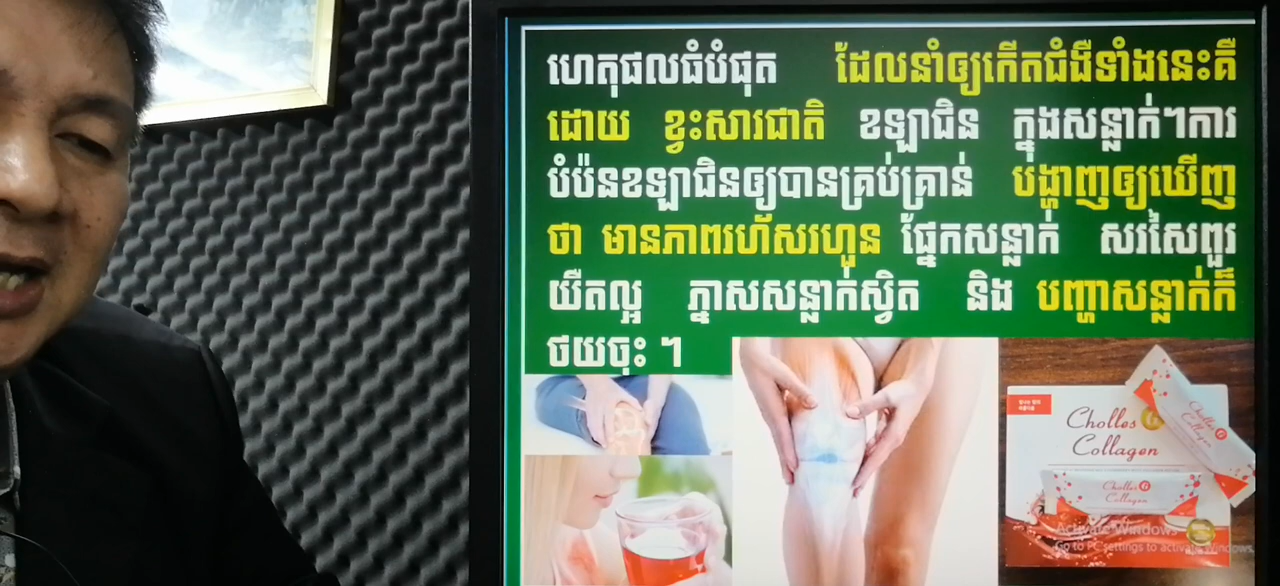 ហេតុផលធំបំផុត ដែលនាំឲ្យកើតជំងឺទាំងនេះគឺ
ដោយ ខ្វះសារជាតិ ខឡាជិន ក្នុងសន្លាក់។ការ
បំប៉នខឡាជិនឲ្យបានគ្រប់គ្រាន់ បង្ហាញឲ្យឃើញ
ថា មានភាពរហ័សរហួន ផ្នែកសន្លាក់ សរសៃពួរ
យឺតល្អ ភ្នាសសន្លាក់ស្វិត និង បញ្ហាសន្លាក់ក៏
ថយចុះ ។
Cholles
Collagen
Cholles
Collagen
Cholles
Collagen
Activate Windows
Go to PC settings to activate Windows.